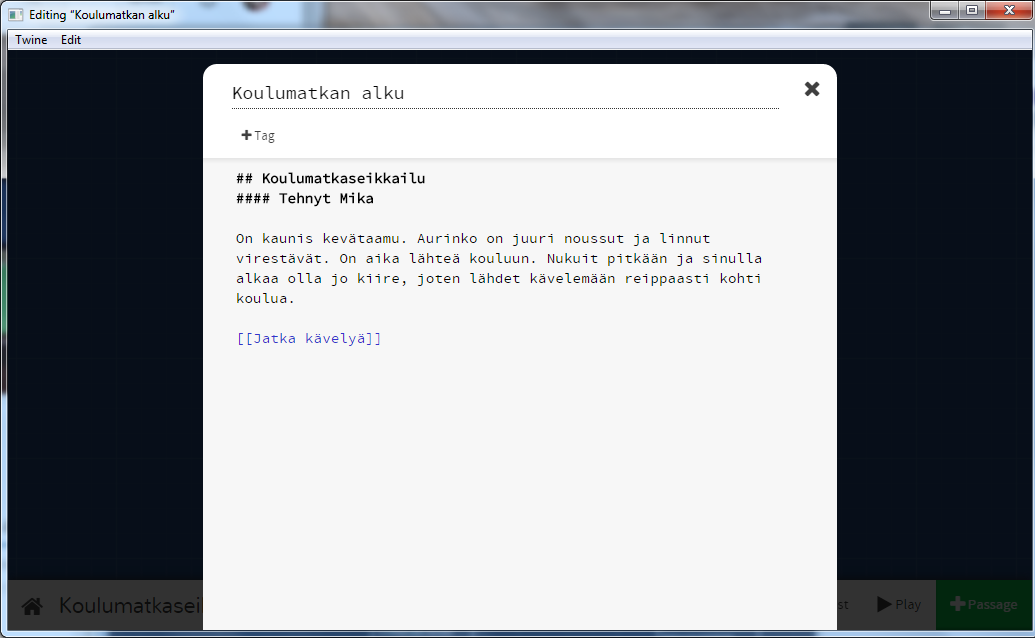 Editing “Koulumatkan alku”
Twine Edit
Koulumatkan alku
+Tag
## Koulumatkaseikkailu
#### Tehnyt Mika
On kaunis kevätaamu. Aurinko on juuri noussut ja linnut
virestävät. On aika lähteä kouluun. Nukuit pitkään ja sinulla
alkaa olla jo kiire, joten lähdet kävelemään reippaasti kohti
koulua.
[[Jatka kävelyä]]
Koulumatkasei st Play +Passage